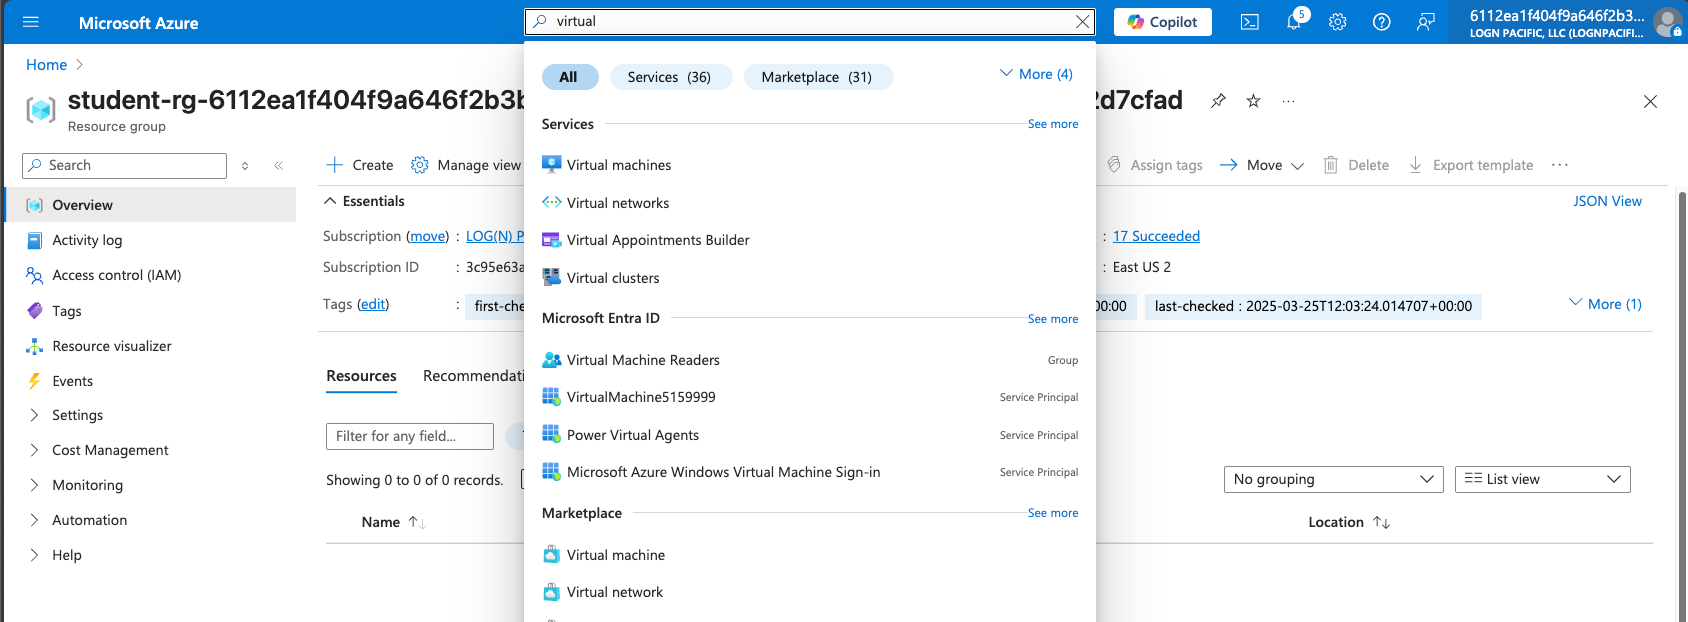 Microsoft Azure
virtual
Copilot
5
6112ea1f404f9a646f2b3...
LOGN PACIFIC, LLC (LOGNPACIFI...
Home
student-rg-6112ea1f404f9a646f2b3b
2d7cfad
Resource group
Search
Overview
Activity log
Access control (IAM)
Tags
Resource visualizer
Events
Settings
Cost Management
Monitoring
Automation
Help
Create
Manage view
Assign tags
Move
Delete
Export template
Essentials
JSON View
Subscription (move) : LOG(N) P
: 17 Succeeded
Subscription ID : 3c95e63a
: East US 2
Tags (edit) : first-che
00:00
last-checked : 2025-03-25T12:03:24.014707+00:00
More (1)
Resources
Recommendati
Filter for any field...
Showing 0 to 0 of 0 records.
No grouping
List view
Name
Location
All
Services (36)
Marketplace (31)
More (4)
Services
See more
Virtual machines
Virtual networks
Virtual Appointments Builder
Virtual clusters
Microsoft Entra ID
See more
Virtual Machine Readers Group
VirtualMachine5159999 Service Principal
Power Virtual Agents Service Principal
Microsoft Azure Windows Virtual Machine Sign-in Service Principal
Marketplace
See more
Virtual machine
Virtual network